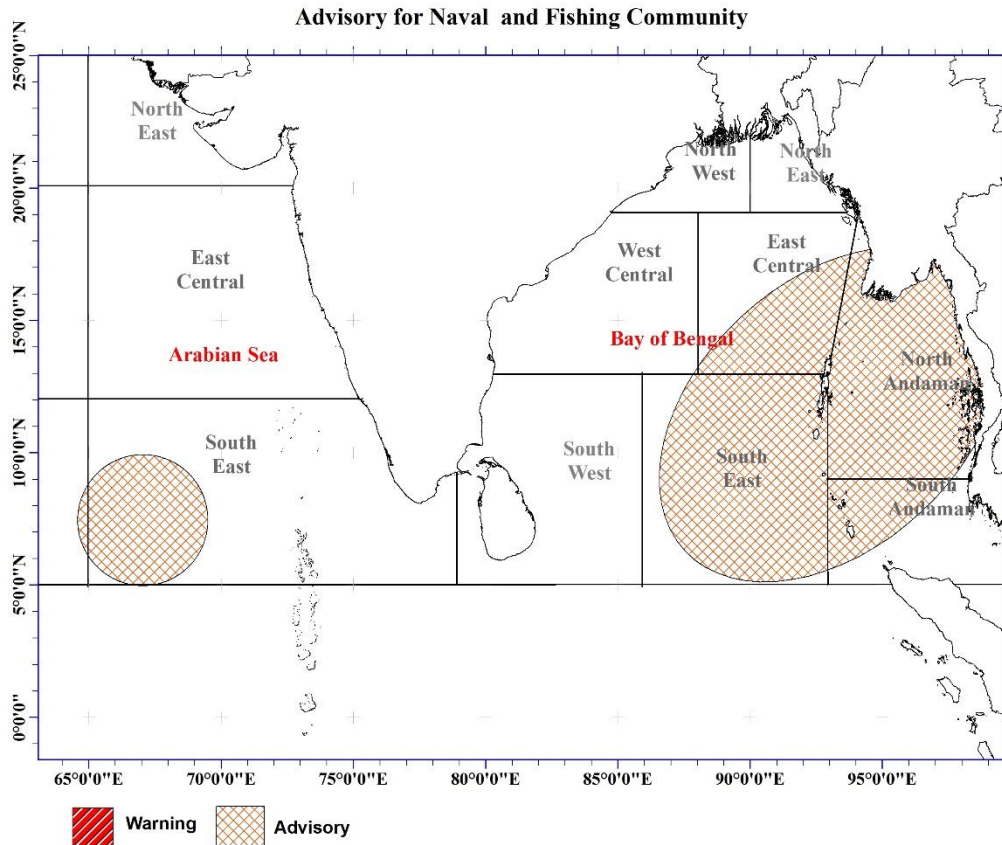 Advisory for Naval and Fishing Community
25°0'0"N
20°0'0"N
15°0'0"N
10°0'0"N
5°0'0"N
0°0'0"
North
East
North
West
North
East
East
Central
West
Central
East
Central
Arabian Sea
Bay of Bengal
North
Andaman
South
East
South
West
South
East
South
Andaman
65°0'0"E
70°0'0"E
75°0'0"E
80°0'0"E
85°0'0"E
90°0'0"E
95°0'0"E
Warning
Advisory